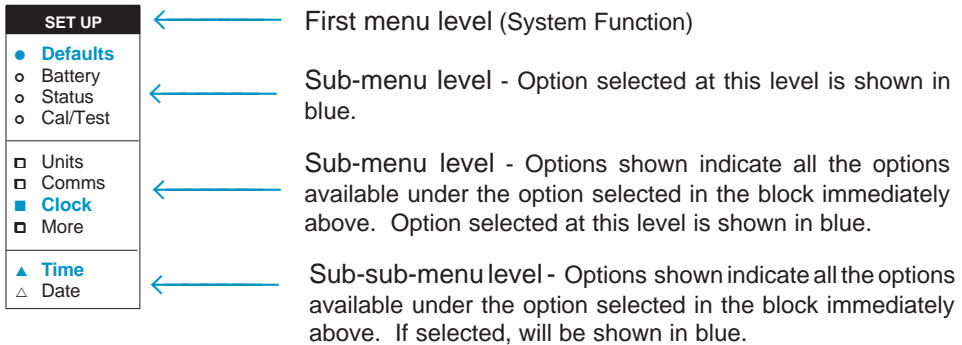 SET UP
Defaults
Battery
Status
Cal/Test
Units
Comms
Clock
More
Time
Date
First menu level (System Function)
Sub-menu level - Option selected at this level is shown in
blue.
Sub-menu level - Options shown indicate all the options
available under the option selected in the block immediately
above. Option selected at this level is shown in blue.
Sub-sub-menu level - Options shown indicate all the options
available under the option selected in the block immediately
above. If selected, will be shown in blue.